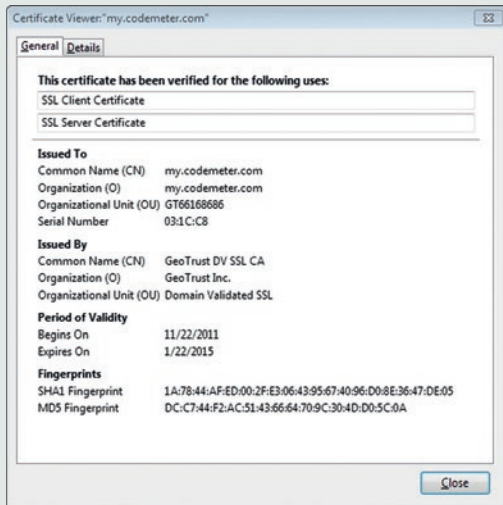 Certificate Viewer:"my.codemeter.com"
General Details
This certificate has been verified for the following uses:
SSL Client Certificate
SSL Server Certificate
Issued To
Common Name (CN) my.codemeter.com
Organization (O) my.codemeter.com
Organizational Unit (OU) GT66168686
Serial Number 03:1C:C8
Issued By
Common Name (CN) GeoTrust DV SSL CA
Organization (O) GeoTrust Inc.
Organizational Unit (OU) Domain Validated SSL
Period of Validity
Begins On 11/22/2011
Expires On 1/22/2015
Fingerprints
SHA1 Fingerprint 1A:78:44:AF:ED:00:2F:E3:06:43:95:67:40:96:D0:8E:36:47:DE:05
MD5 Fingerprint DC:C7:44:F2:AC:51:43:66:64:70:9C:30:4D:D0:5C:0A
Close